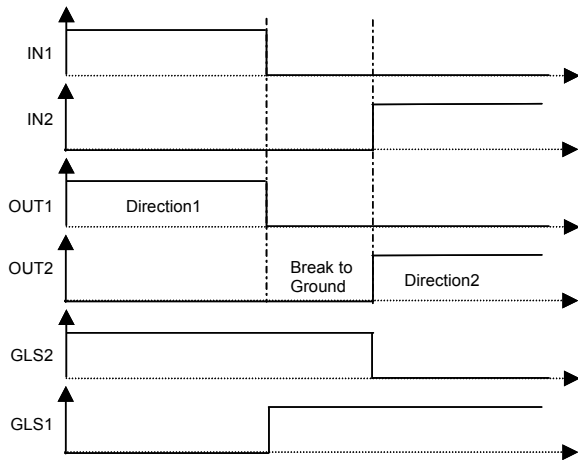 IN1
IN2
OUT1
Direction1
OUT2
Break to
Ground
Direction2
GLS2
GLS1